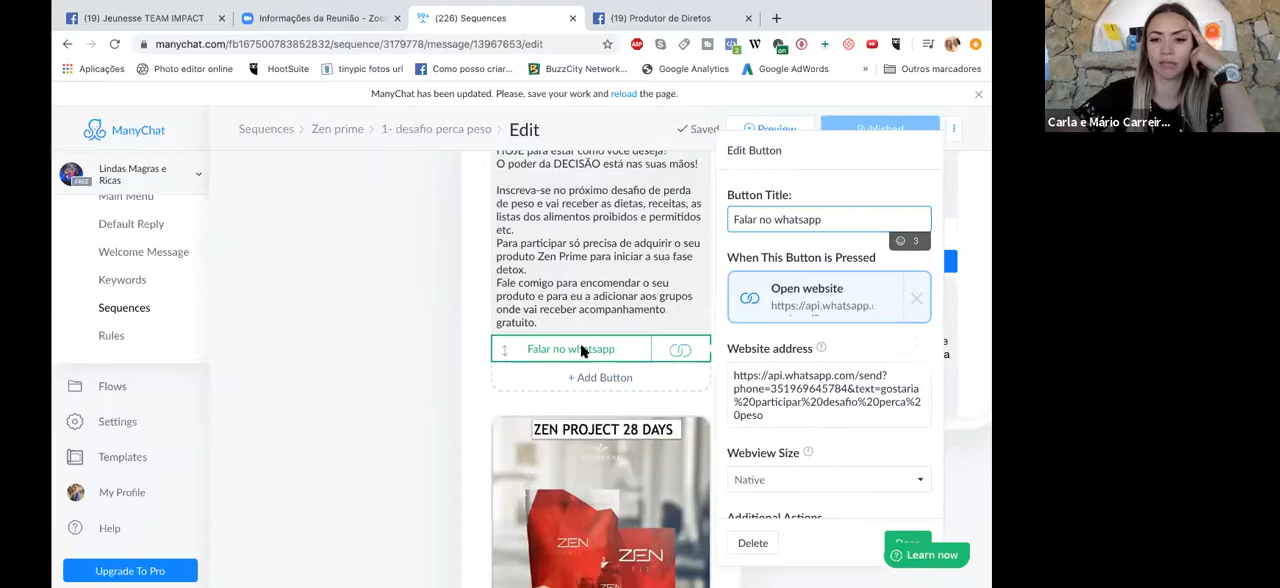 (19) Jeunesse TEAM IMPACT
Informações da Reunião - Zoo
(226) Sequences
(19) Produtor de Diretos
manychat.com/fb167500783852832/sequence/3179778/message/13967653/edit
Aplicações
Photo editor online
HootSuite
tinypic fotos url
Como posso criar...
BuzzCity Network...
Google Analytics
Google AdWords
Outros marcadores
ManyChat has been updated. Please, save your work and reload the page.
ManyChat
Sequences
Zen prime
1- desafio perca peso
Edit
Saved
Preview
Published
Lindas Magras e
Ricas
FREE
Main Menu
Default Reply
Welcome Message
Keywords
Sequences
Rules
Flows
Settings
Templates
My Profile
Help
Upgrade To Pro
HOJE para estar como você deseja?
O poder da DECISÃO está nas suas mãos!
Inscreva-se no próximo desafio de perda
de peso e vai receber as dietas, receitas, as
listas dos alimentos proibidos e permitidos
etc.
Para participar só precisa de adquirir o seu
produto Zen Prime para iniciar a sua fase
detox.
Fale comigo para encomendar o seu
produto e para eu a adicionar aos grupos
onde vai receber acompanhamento
gratuito.
Falar no whatsapp
+ Add Button
ZEN PROJECT 28 DAYS
ZEN
ZEN
Edit Button
Button Title:
Falar no whatsapp
3
When This Button is Pressed
Open website
https://api.whatsapp.
Website address
https://api.whatsapp.com/send?
phone=351969645784&text=gostaria
%20participar%20desafio%20perca%2
0peso
Webview Size
Native
Additional Actions
Delete
Done
Learn now
Carla e Mário Carreir...